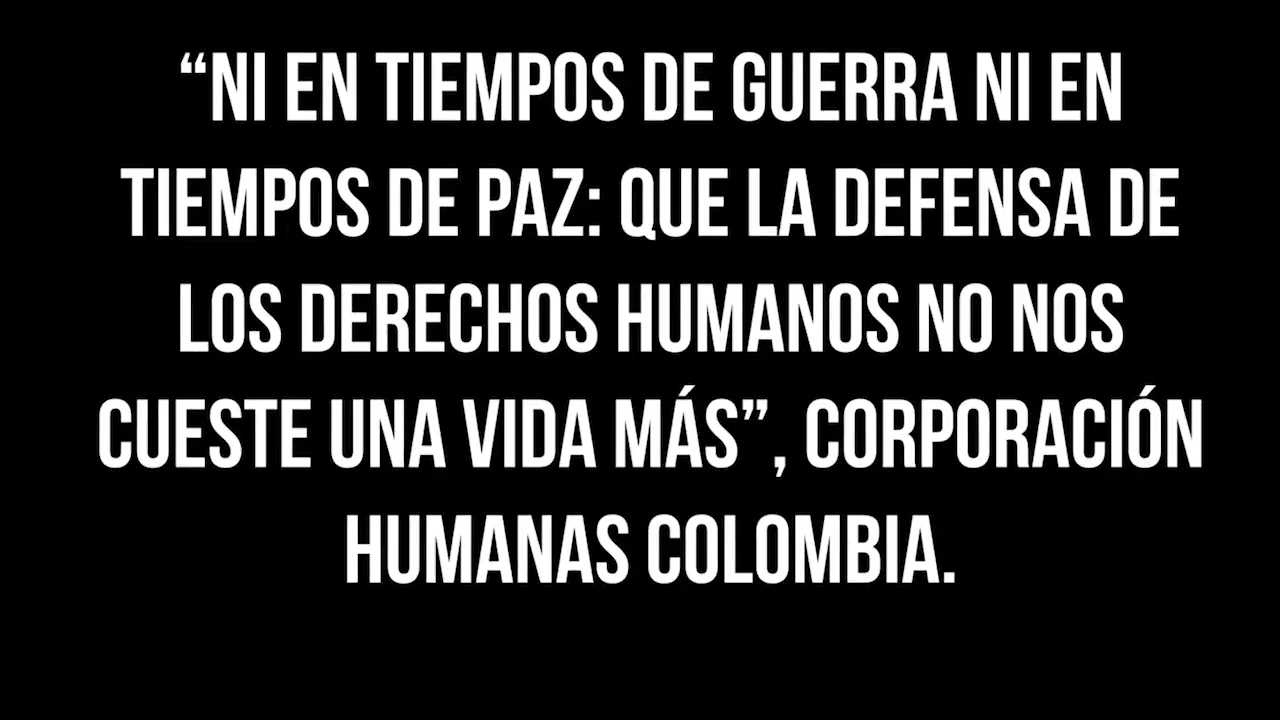 “NI EN TIEMPOS DE GUERRA NI EN
TIEMPOS DE PAZ: QUE LA DEFENSA DE
LOS DERECHOS HUMANOS NO NOS
CUESTE UNA VIDA MÁS”, CORPORACIÓN
HUMANAS COLOMBIA.